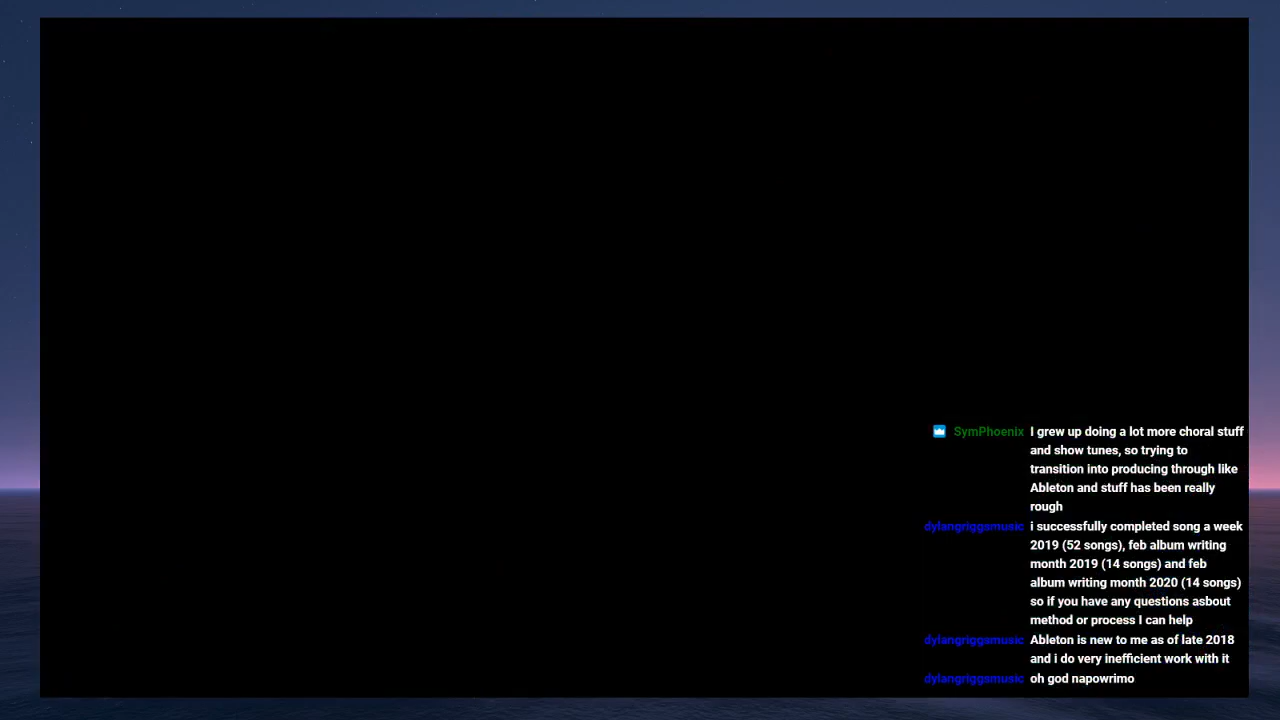 SymPhoenix I grew up doing a lot more choral stuff
and show tunes, so trying to
transition into producing through like
Ableton and stuff has been really
rough
dylangriggsmusic i successfully completed song a week
2019 (52 songs), feb album writing
month 2019 (14 songs) and feb
album writing month 2020 (14 songs)
so if you have any questions asbout
method or process I can help
dylangriggsmusic Ableton is new to me as of late 2018
and i do very inefficient work with it
dylangriggsmusic oh god napowrimo